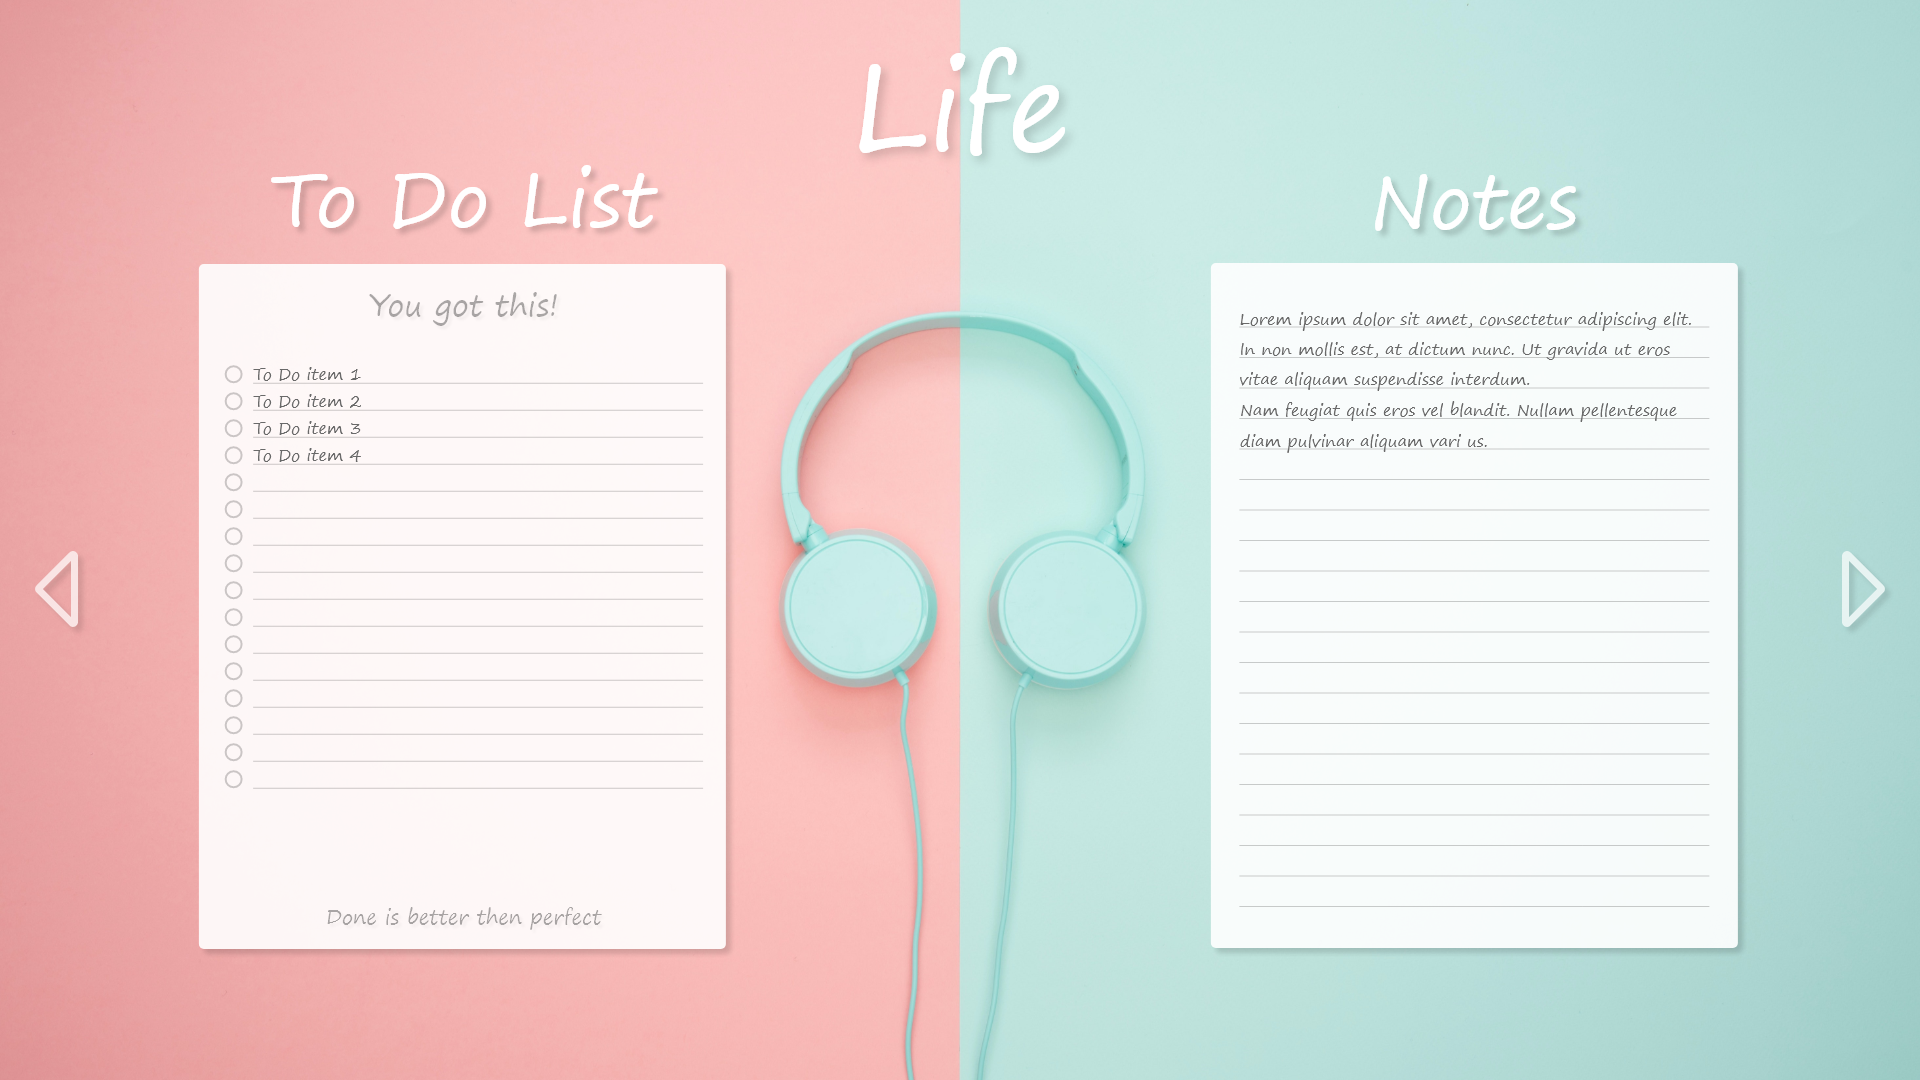 Life
To Do List
You got this!
To Do item 1
To Do item 2
To Do item 3
To Do item 4
Done is better then perfect
Notes
Lorem ipsum dolor sit amet, consectetur adipiscing elit.
In non mollis est, at dictum nunc. Ut gravida ut eros
vitae aliquam suspendisse interdum.
Nam feugiat quis eros vel blandit. Nullam pellentesque
diam pulvinar aliquam vari us.